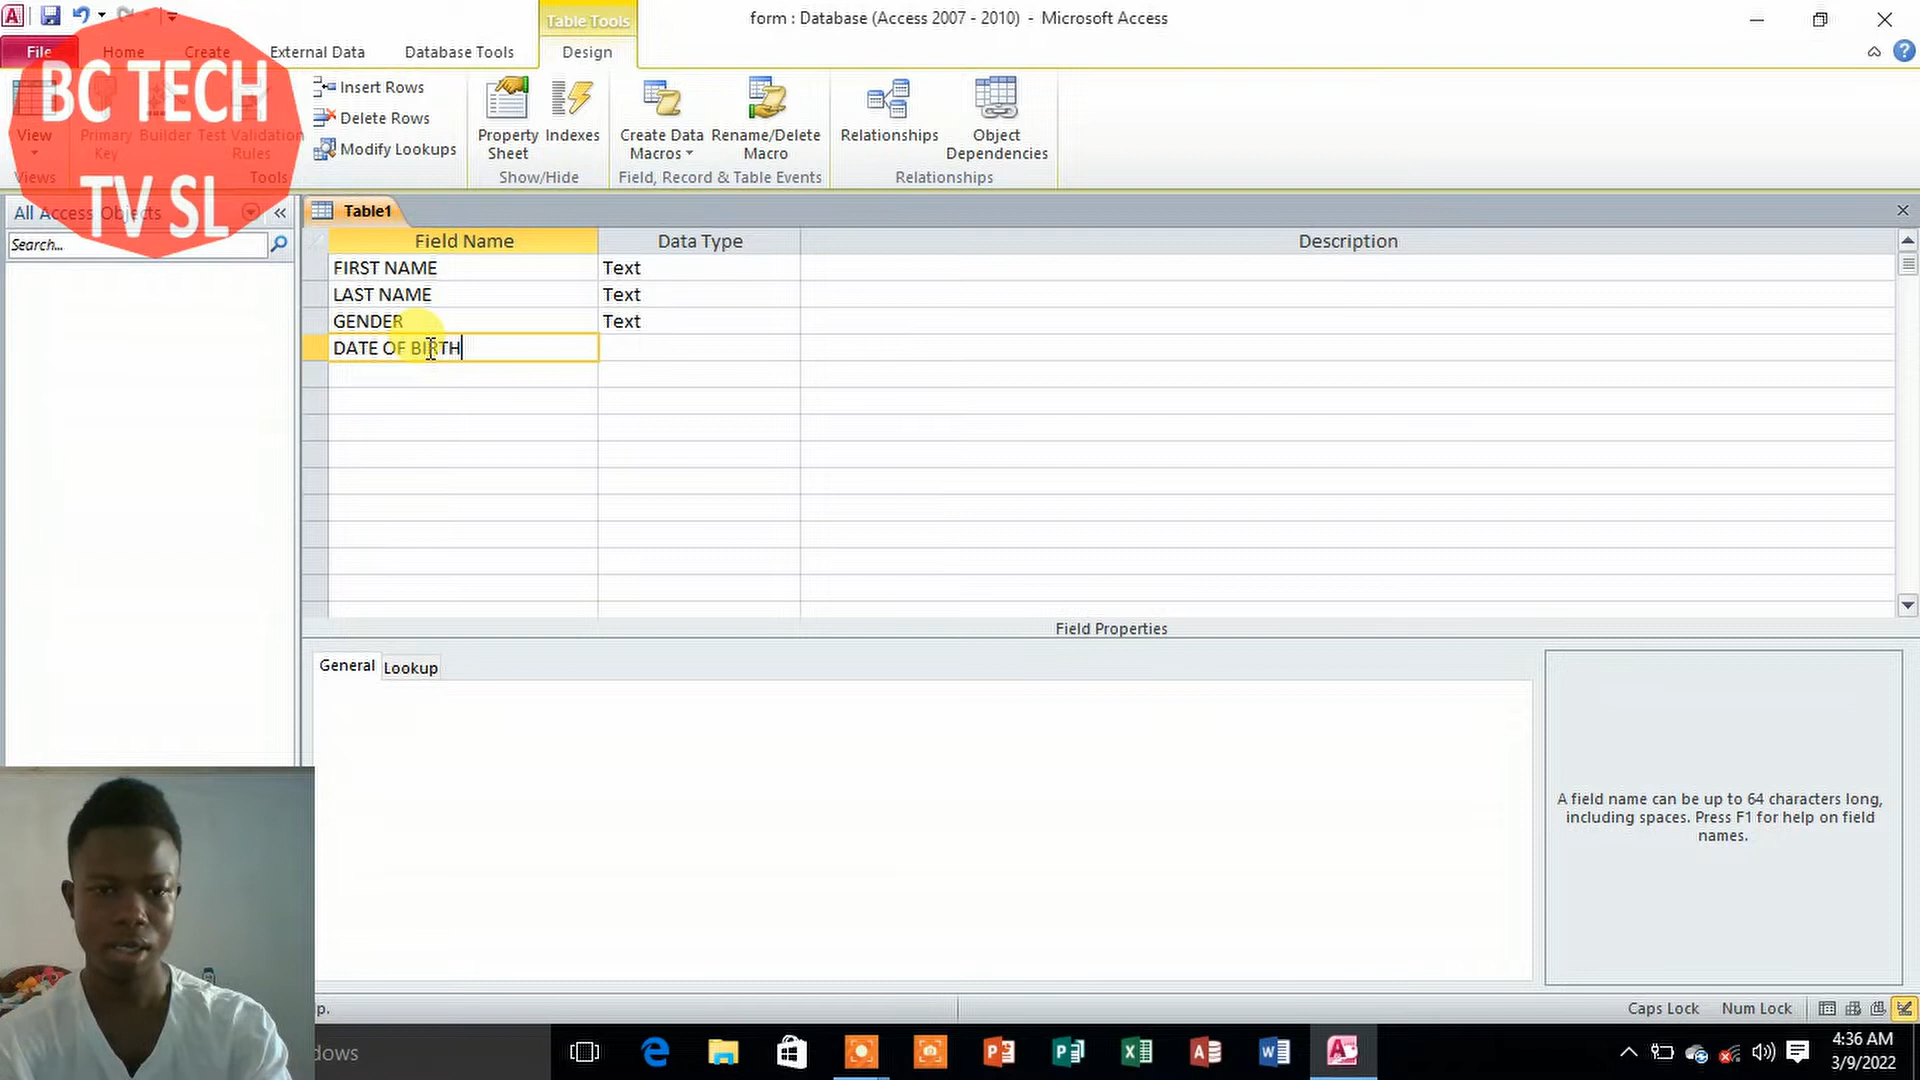 form : Database (Access 2007 - 2010) - Microsoft Access
Table Tools
File Home Create External Data Database Tools Design
BC TECH
TV SL
View
Primary Key
Builder
Test Validation Rules
Insert Rows
Delete Rows
Modify Lookups
Property Sheet
Indexes
Create Data Macros
Rename/Delete Macro
Relationships
Object Dependencies
Views
Tools
Show/Hide
Field, Record & Table Events
Relationships
All Access Objects
Search...
Table1
Field Name Data Type Description
FIRST NAME Text
LAST NAME Text
GENDER Text
DATE OF BIRTH
Field Properties
General Lookup
A field name can be up to 64 characters long,
including spaces. Press F1 for help on field
names.
p.
Caps Lock Num Lock
dows
4:36 AM
3/9/2022